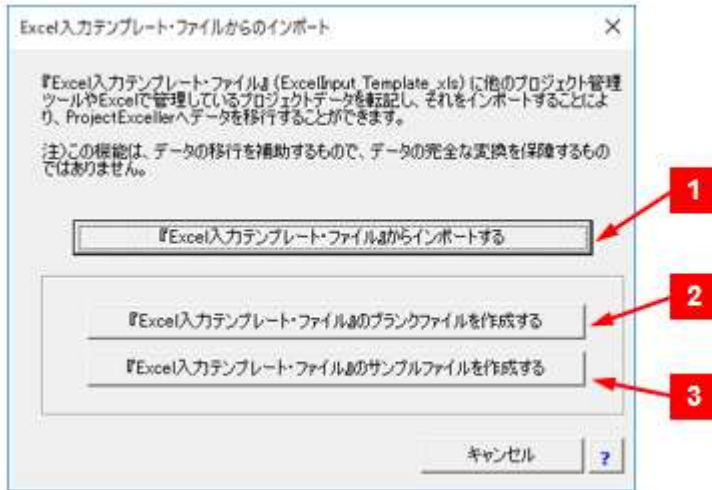 Excel入力テンプレート・ファイルからのインポート
『Excel入力テンプレート・ファイル』(ExcelInput_Template_xls)に他のプロジェクト管理
ツールやExcelで管理しているプロジェクトデータを転記し、それをインポートすることによ
り、ProjectExcellerへデータを移行することができます。
注)この機能は、データの移行を補助するもので、データの完全な変換を保障するもの
ではありません。
1
『Excel入力テンプレート・ファイル』からインポートする
2
『Excel入力テンプレート・ファイル』のブランクファイルを作成する
『Excel入力テンプレート・ファイル』のサンプルファイルを作成する
3
キャンセル
?